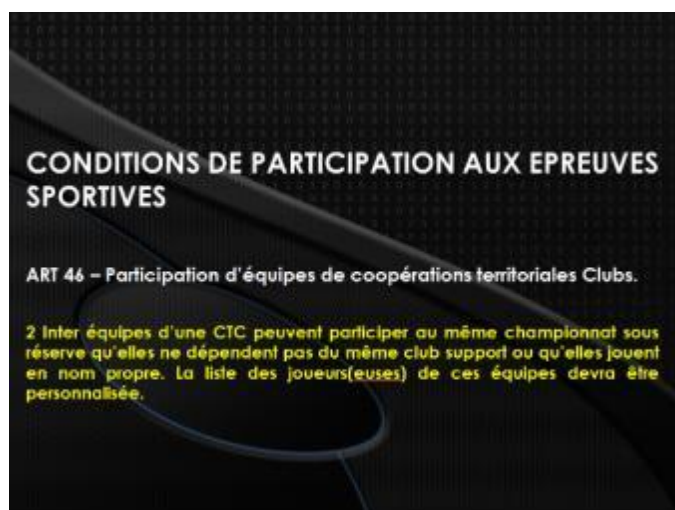 CONDITIONS DE PARTICIPATION AUX EPREUVES
SPORTIVES
ART 46 – Participation d'équipes de coopérations territoriales Clubs.
2 Inter équipes d'une CTC peuvent participer au même championnat sous
réserve qu'elles ne dépendent pas du même club support ou qu'elles jouent
en nom propre. La liste des joueurs(euses) de ces équipes devra être
personnalisée.